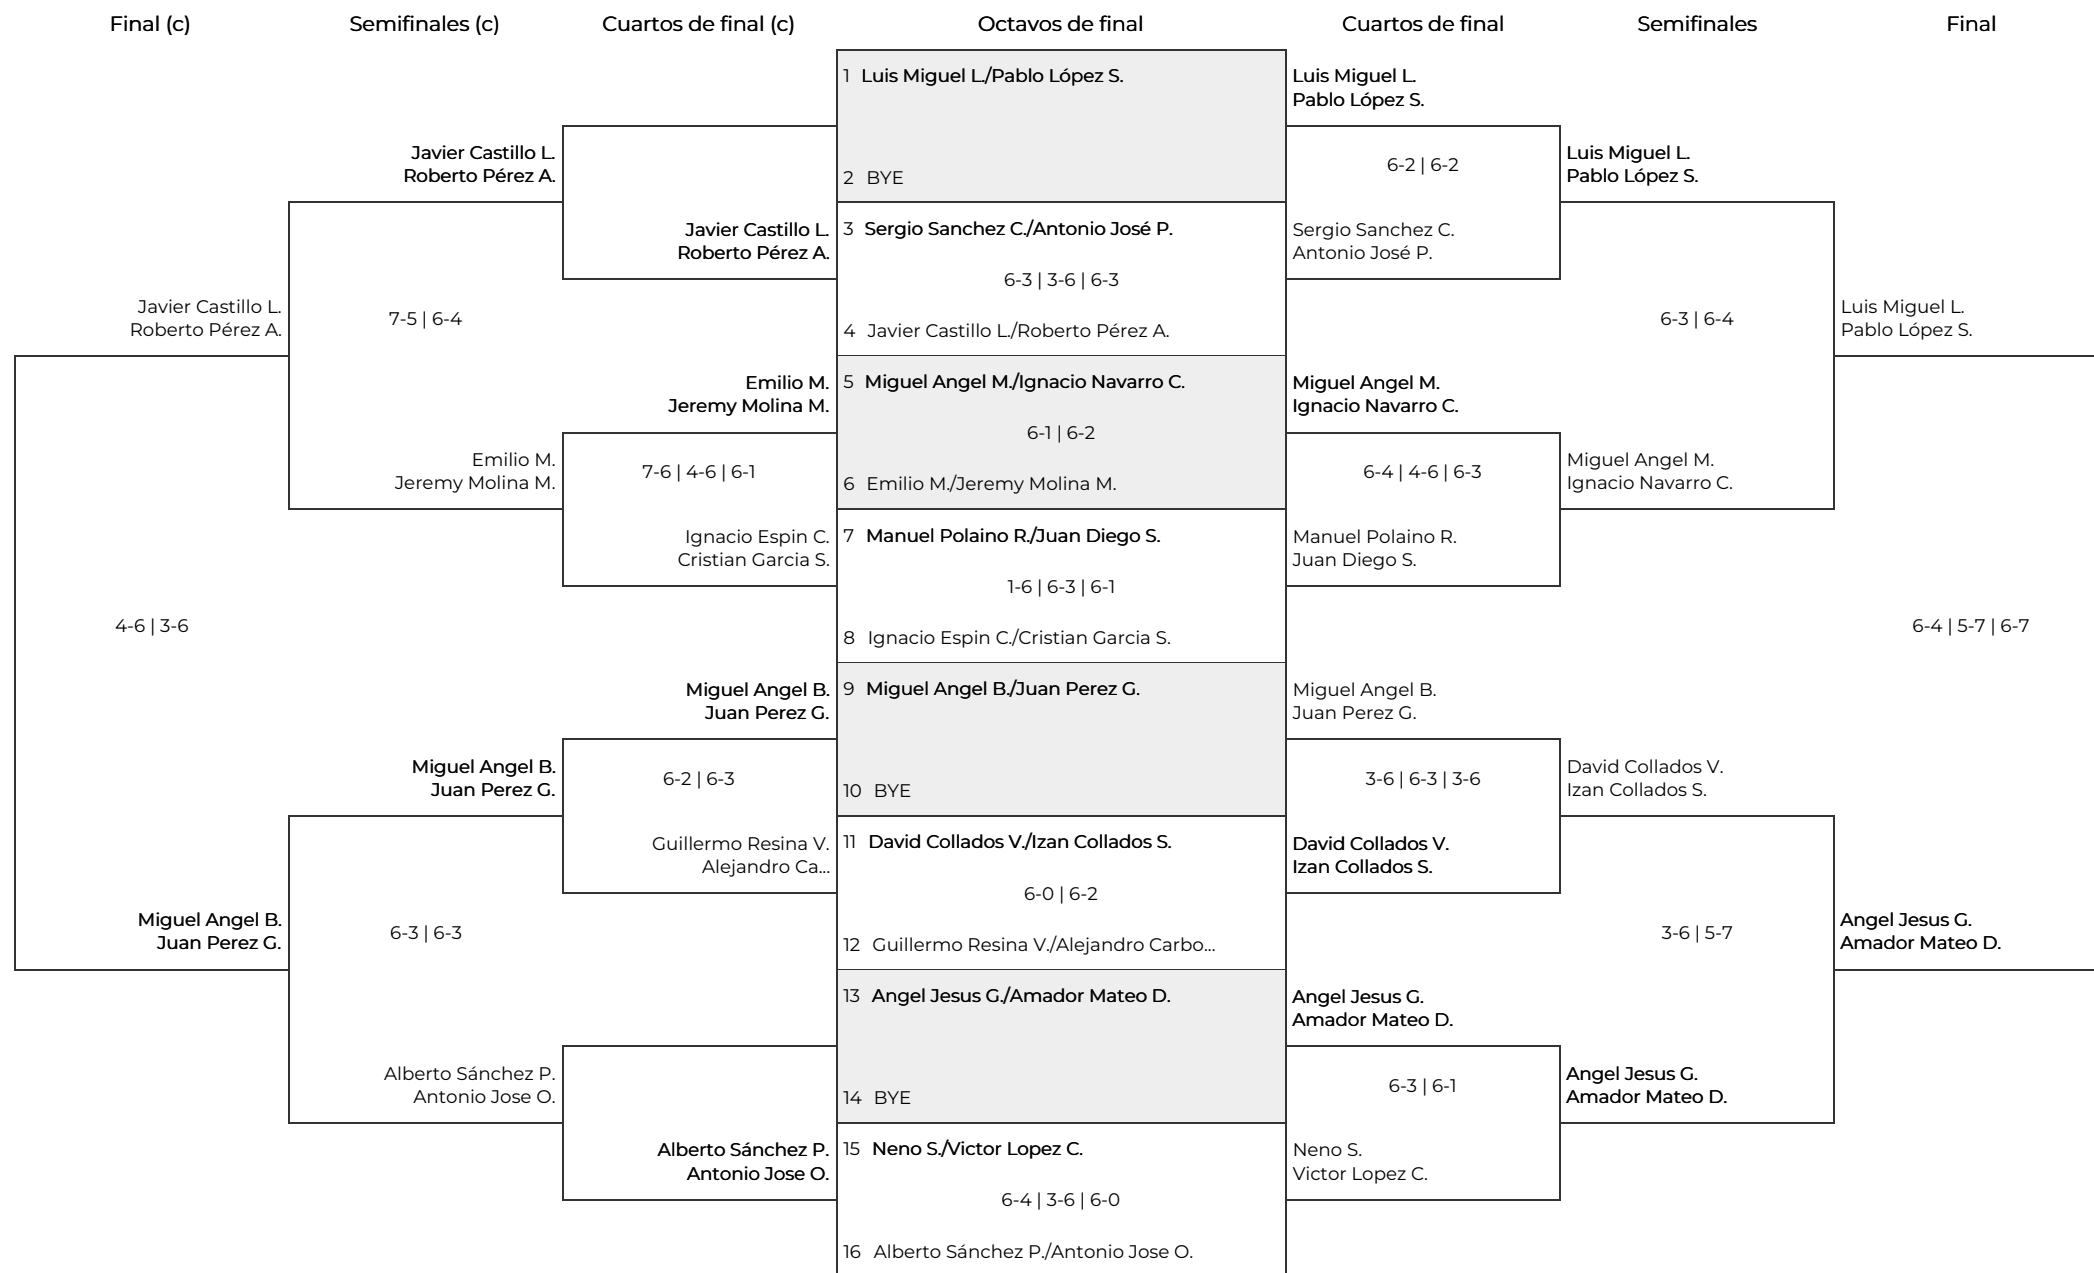 Final (c)
Semifinales (c)
Cuartos de final (c)
Octavos de final
Cuartos de final
Semifinales
Final
Javier Castillo L.
Roberto Pérez A.
4-6 | 3-6
Miguel Angel B.
Juan Perez G.
Javier Castillo L.
Roberto Pérez A.
7-5 | 6-4
Emilio M.
Jeremy Molina M.
Miguel Angel B.
Juan Perez G.
6-3 | 6-3
Alberto Sánchez P.
Antonio Jose O.
Javier Castillo L.
Roberto Pérez A.
Emilio M.
Jeremy Molina M.
7-6 | 4-6 | 6-1
Ignacio Espin C.
Cristian Garcia S.
Miguel Angel B.
Juan Perez G.
6-2 | 6-3
Guillermo Resina V.
Alejandro Ca...
Alberto Sánchez P.
Antonio Jose O.
1 Luis Miguel L./Pablo López S.
2 BYE
3 Sergio Sanchez C./Antonio José P.
6-3 | 3-6 | 6-3
4 Javier Castillo L./Roberto Pérez A.
5 Miguel Angel M./Ignacio Navarro C.
6-1 | 6-2
6 Emilio M./Jeremy Molina M.
7 Manuel Polaino R./Juan Diego S.
1-6 | 6-3 | 6-1
8 Ignacio Espin C./Cristian Garcia S.
9 Miguel Angel B./Juan Perez G.
10 BYE
11 David Collados V./Izan Collados S.
6-0 | 6-2
12 Guillermo Resina V./Alejandro Carbo...
13 Angel Jesus G./Amador Mateo D.
14 BYE
15 Neno S./Victor Lopez C.
6-4 | 3-6 | 6-0
16 Alberto Sánchez P./Antonio Jose O.
Luis Miguel L.
Pablo López S.
6-2 | 6-2
Sergio Sanchez C.
Antonio José P.
Miguel Angel M.
Ignacio Navarro C.
6-4 | 4-6 | 6-3
Manuel Polaino R.
Juan Diego S.
Miguel Angel B.
Juan Perez G.
3-6 | 6-3 | 3-6
David Collados V.
Izan Collados S.
Angel Jesus G.
Amador Mateo D.
6-3 | 6-1
Neno S.
Victor Lopez C.
Luis Miguel L.
Pablo López S.
6-3 | 6-4
Miguel Angel M.
Ignacio Navarro C.
David Collados V.
Izan Collados S.
3-6 | 5-7
Angel Jesus G.
Amador Mateo D.
Luis Miguel L.
Pablo López S.
6-4 | 5-7 | 6-7
Angel Jesus G.
Amador Mateo D.